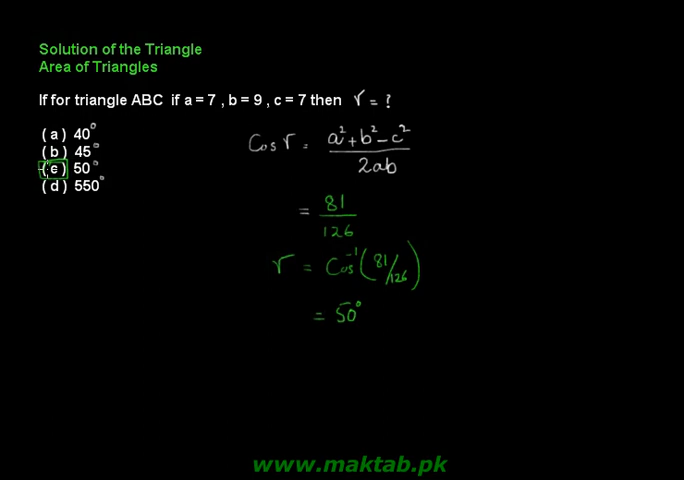 Solution of the Triangle
Area of Triangles
If for triangle ABC if a = 7 , b = 9 , c = 7 then γ = ?
( a ) 40°
( b ) 45°
( c ) 50°
( d ) 550°
Cos γ = (a² + b² − c²) / 2ab
= 81 / 126
γ = Cos⁻¹ (81/126)
= 50°
www.maktab.pk